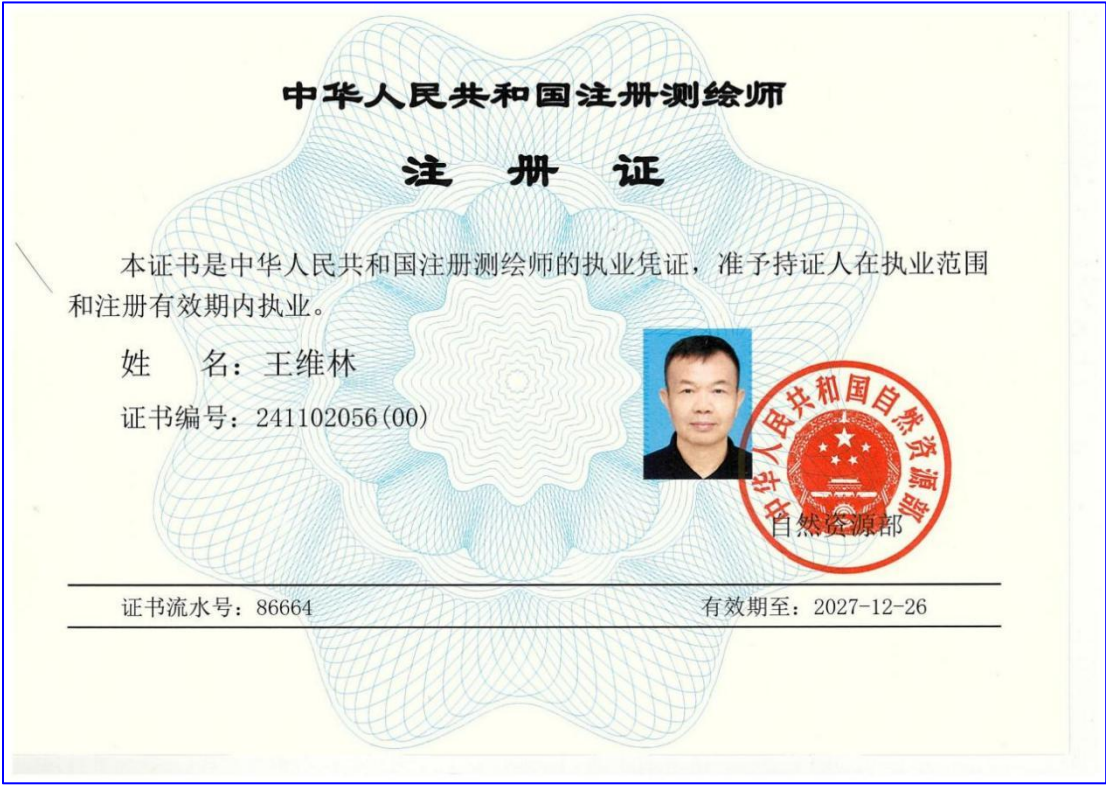 中华人民共和国注册测绘师
注 册 证
本证书是中华人民共和国注册测绘师的执业凭证，准予持证人在执业范围
和注册有效期内执业。
姓 名：王维林
证书编号：241102056(00)
中华人民共和国自然资源部
自然资源部
证书流水号：86664
有效期至：2027-12-26